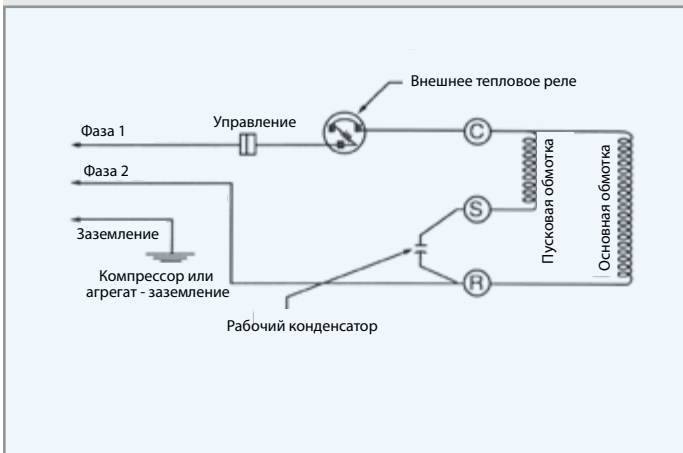 Внешнее тепловое реле
Управление
Фаза 1
C
Фаза 2
Пусковая обмотка
Основная обмотка
S
Заземление
Компрессор или
агрегат - заземление
R
Рабочий конденсатор